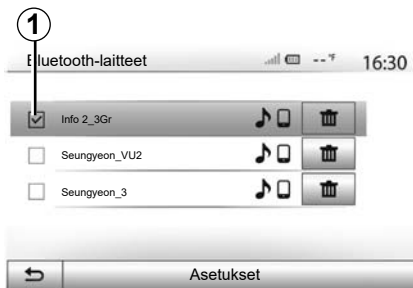 1
Bluetooth-laitteet -- °F 16:30
Info 2_3Gr
Seungyeon_VU2
Seungyeon_3
Asetukset